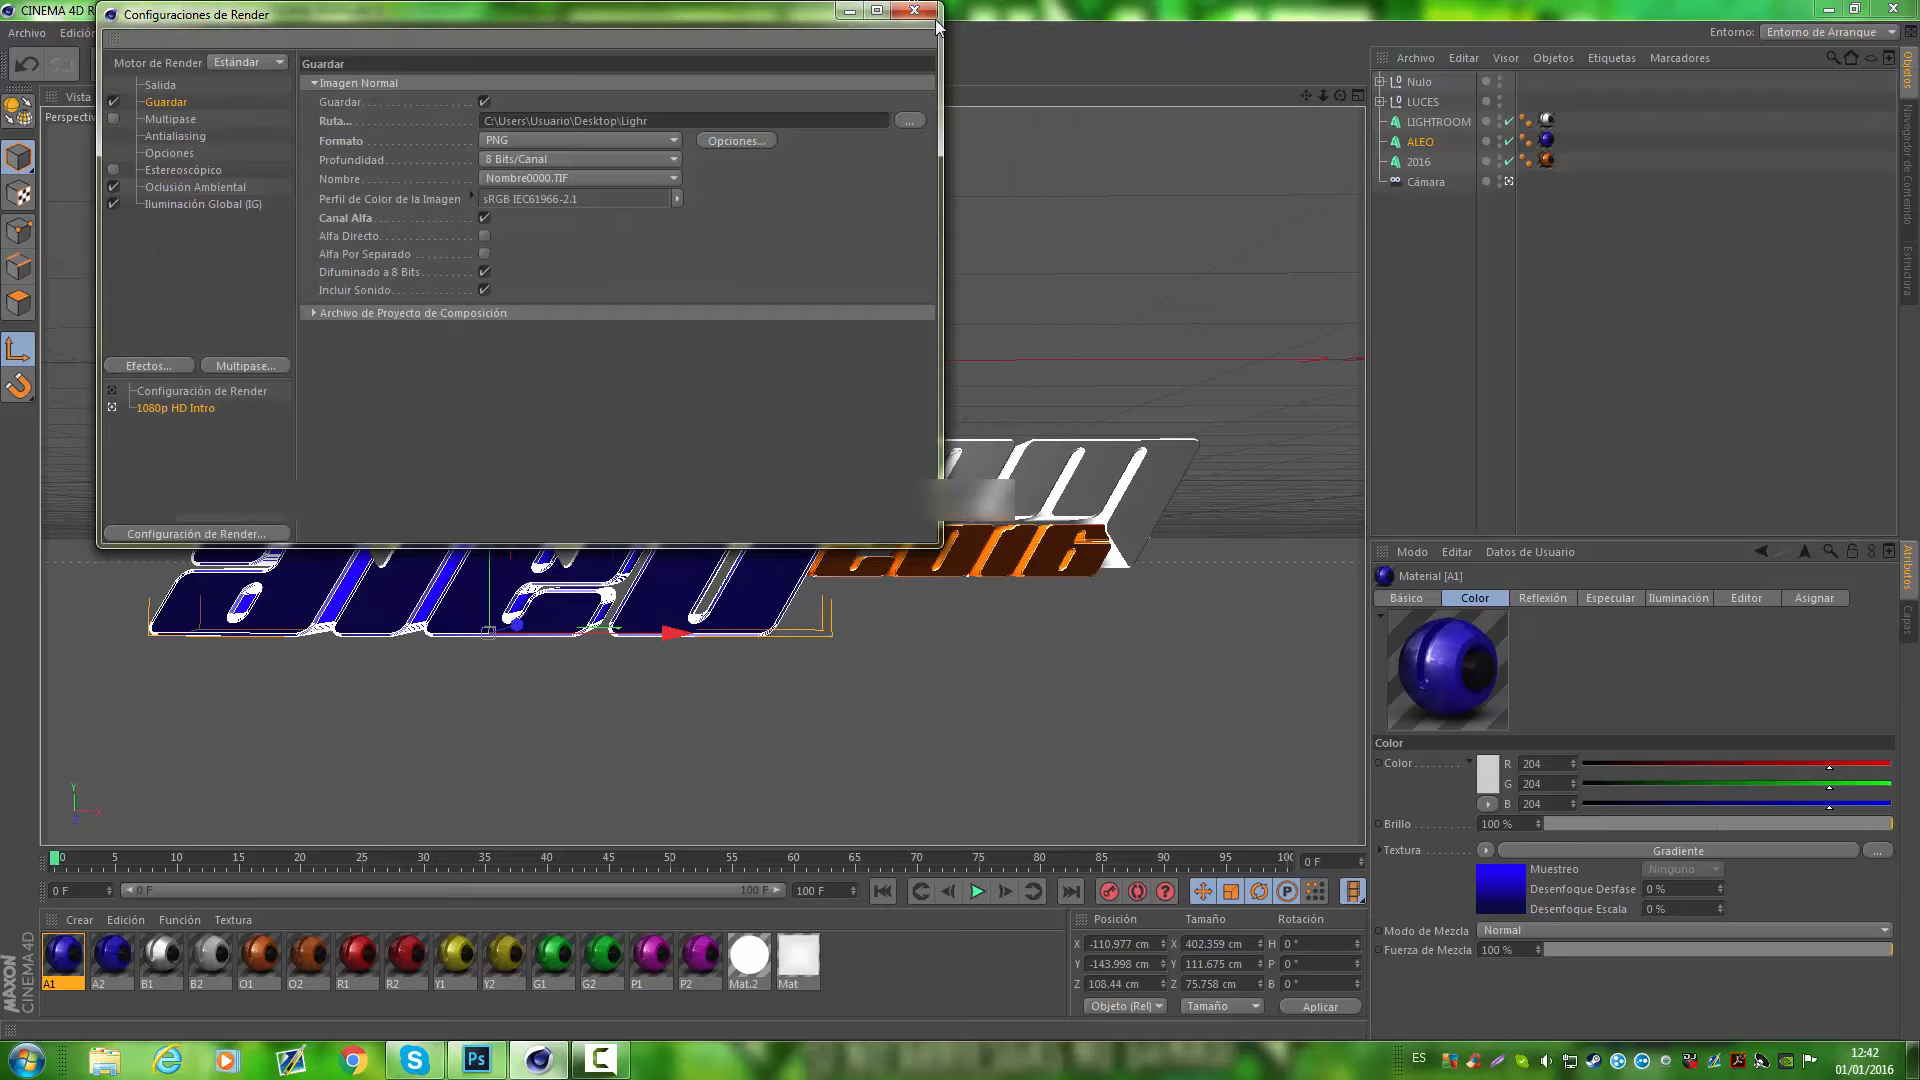 CINEMA 4D R
Configuraciones de Render
Archivo
Edición
Entorno:
Entorno de Arranque
Motor de Render
Estándar
Salida
Guardar
Multipase
Antialiasing
Opciones
Estereoscópico
Oclusión Ambiental
Iluminación Global (IG)
Efectos...
Multipase...
Configuración de Render
1080p HD Intro
Configuración de Render...
Guardar
Imagen Normal
Guardar
Ruta...
C:\Users\Usuario\Desktop\Lighr
...
Formato
PNG
Opciones...
Profundidad
8 Bits/Canal
Nombre
Nombre0000.TIF
Perfil de Color de la Imagen
sRGB IEC61966-2.1
Canal Alfa
Alfa Directo
Alfa Por Separado
Difuminado a 8 Bits
Incluir Sonido
Archivo de Proyecto de Composición
Vista
Perspectiv
2016
Y
X
Z
Archivo
Editar
Visor
Objetos
Etiquetas
Marcadores
Nulo
LUCES
LIGHTROOM
ALEO
2016
Cámara
Objetos
Navegador de Contenido
Estructura
Modo
Editar
Datos de Usuario
Material [A1]
Básico
Color
Reflexión
Especular
Iluminación
Editor
Asignar
Atributos
Capas
Color
Color
R
204
G
204
B
204
Brillo
100 %
Textura
Gradiente
...
Muestreo
Ninguno
Desenfoque Desfase
0 %
Desenfoque Escala
0 %
Modo de Mezcla
Normal
Fuerza de Mezcla
100 %
0 5 10 15 20 25 30 35 40 45 50 55 60 65 70 75 80 85 90 95 100
0 F
0 F
0 F
100 F
100 F
Crear
Edición
Función
Textura
A1
A2
B1
B2
O1
O2
R1
R2
Y1
Y2
G1
G2
P1
P2
Mat.2
Mat
Posición
Tamaño
Rotación
X -110.977 cm X 402.359 cm H 0 °
Y -143.998 cm Y 111.675 cm P 0 °
Z 108.44 cm Z 75.758 cm B 0 °
Objeto (Rel)
Tamaño
Aplicar
MAXON
CINEMA 4D
ES
12:42
01/01/2016